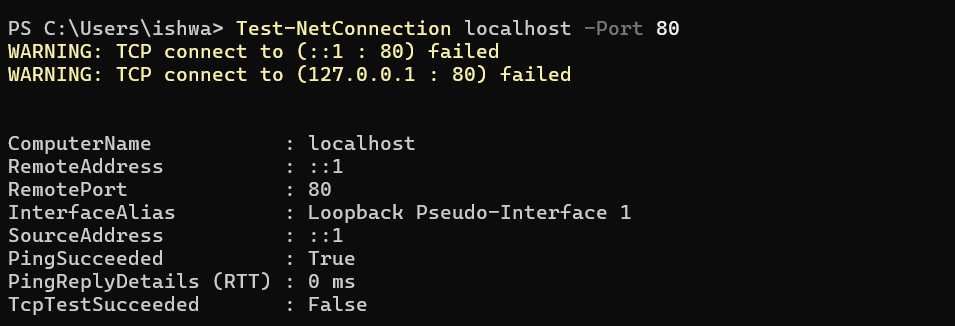 PS C:\Users\ishwa> Test-NetConnection localhost -Port 80
WARNING: TCP connect to (::1 : 80) failed
WARNING: TCP connect to (127.0.0.1 : 80) failed
ComputerName           : localhost
RemoteAddress          : ::1
RemotePort             : 80
InterfaceAlias         : Loopback Pseudo-Interface 1
SourceAddress          : ::1
PingSucceeded          : True
PingReplyDetails (RTT) : 0 ms
TcpTestSucceeded       : False